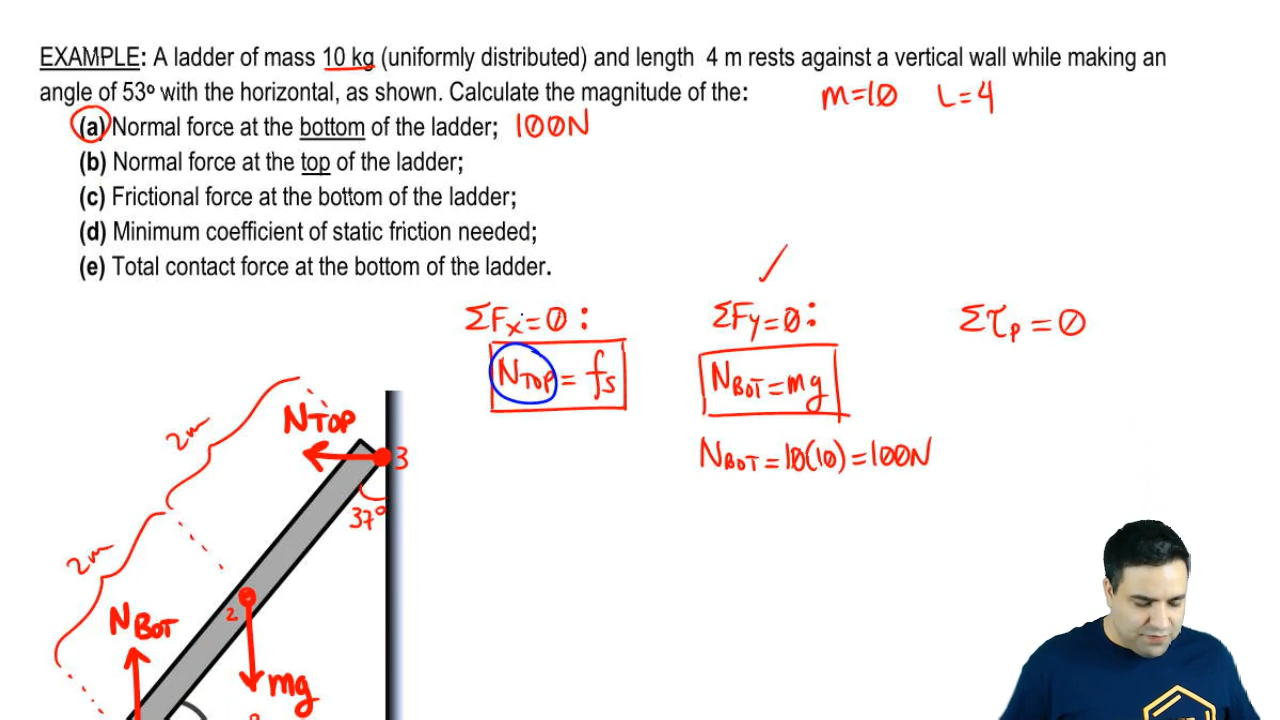 EXAMPLE: A ladder of mass 10 kg (uniformly distributed) and length 4 m rests against a vertical wall while making an
angle of 53º with the horizontal, as shown. Calculate the magnitude of the:
m=10 L=4
(a) Normal force at the bottom of the ladder; 100N
(b) Normal force at the top of the ladder;
(c) Frictional force at the bottom of the ladder;
(d) Minimum coefficient of static friction needed;
(e) Total contact force at the bottom of the ladder.
ΣFx=0: ΣFy=0: Στp=0
NTOP=fs NBOT=mg
NBOT=10(10)=100N
NTOP
2m
3
37º
2m
2
NBOT
mg